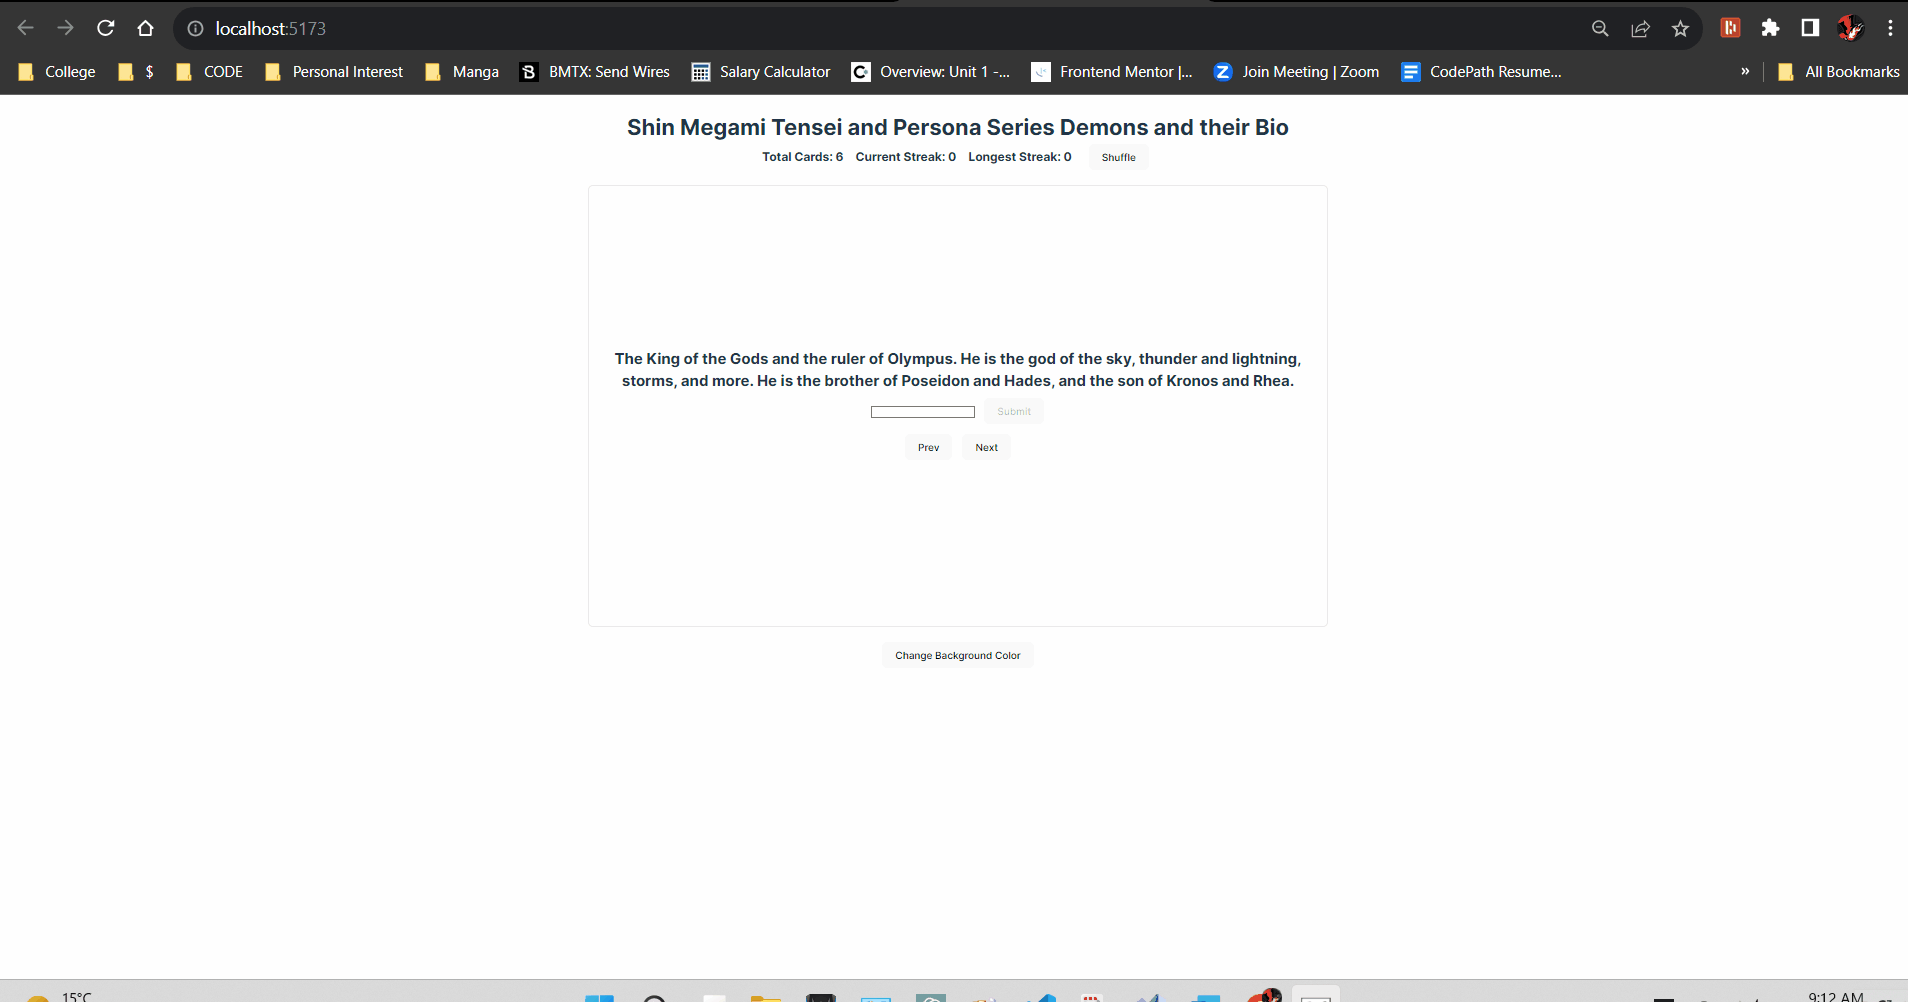 localhost:5173
College $ CODE Personal Interest Manga BMTX: Send Wires Salary Calculator Overview: Unit 1 -... Frontend Mentor |... Join Meeting | Zoom CodePath Resume... » All Bookmarks
Shin Megami Tensei and Persona Series Demons and their Bio
Total Cards: 6 Current Streak: 0 Longest Streak: 0 Shuffle
The King of the Gods and the ruler of Olympus. He is the god of the sky, thunder and lightning,
storms, and more. He is the brother of Poseidon and Hades, and the son of Kronos and Rhea.
Submit
Prev Next
Change Background Color
15°C 9:12 AM